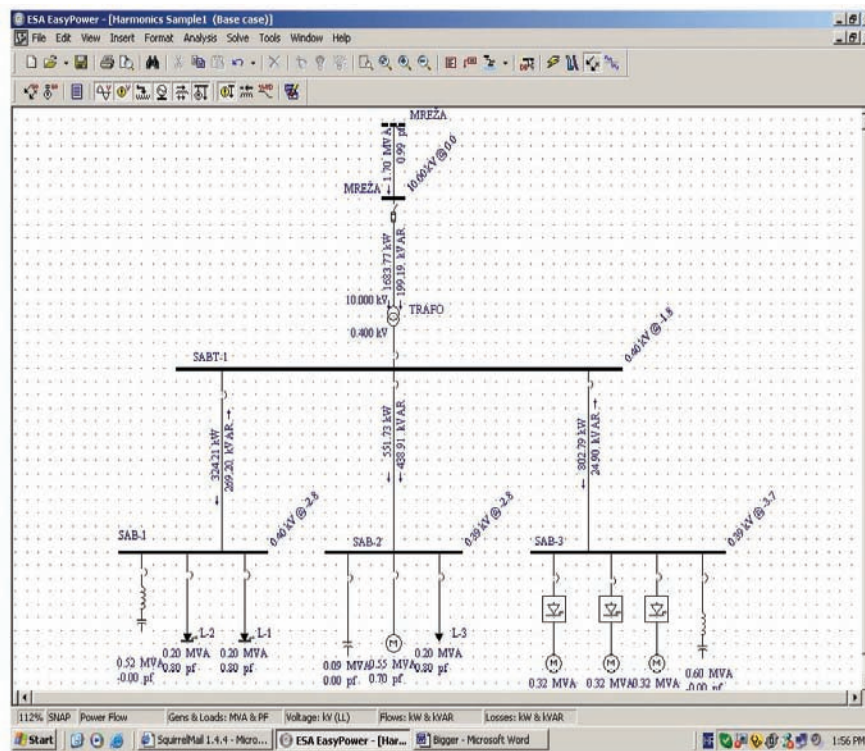 ESA EasyPower - [Harmonics Sample1 (Base case)]
File Edit View Insert Format Analysis Solve Tools Window Help
MREŽA
1.70 MVA
0.99 pf
MREŽA
10.00 kV @ 0.0
1683.77 kW
199.19 kVAR
10.000 kV
TRAFO
0.400 kV
SABT-1
0.40 kV @ -1.8
324.21 kW
269.20 kVAR
551.73 kW
438.91 kVAR
802.79 kW
24.90 kVAR
SAB-1
0.40 kV @ -2.8
SAB-2
0.39 kV @ -2.8
SAB-3
0.39 kV @ -3.7
L-2
L-1
L-3
0.52 MVA
-0.00 pf
0.20 MVA
0.80 pf
0.20 MVA
0.80 pf
0.09 MVA
0.00 pf
0.55 MVA
0.70 pf
0.20 MVA
0.80 pf
M
M
M
M
0.32 MVA
0.32 MVA
0.32 MVA
0.60 MVA
-0.00 pf
112% SNAP Power Flow Gens & Loads: MVA & PF Voltage: kV (LL) Flows: kW & kVAR Losses: kW & kVAR
Start SquirrelMail 1.4.4 - Micro... ESA EasyPower - [Har... Bigger - Microsoft Word 1:56 PM